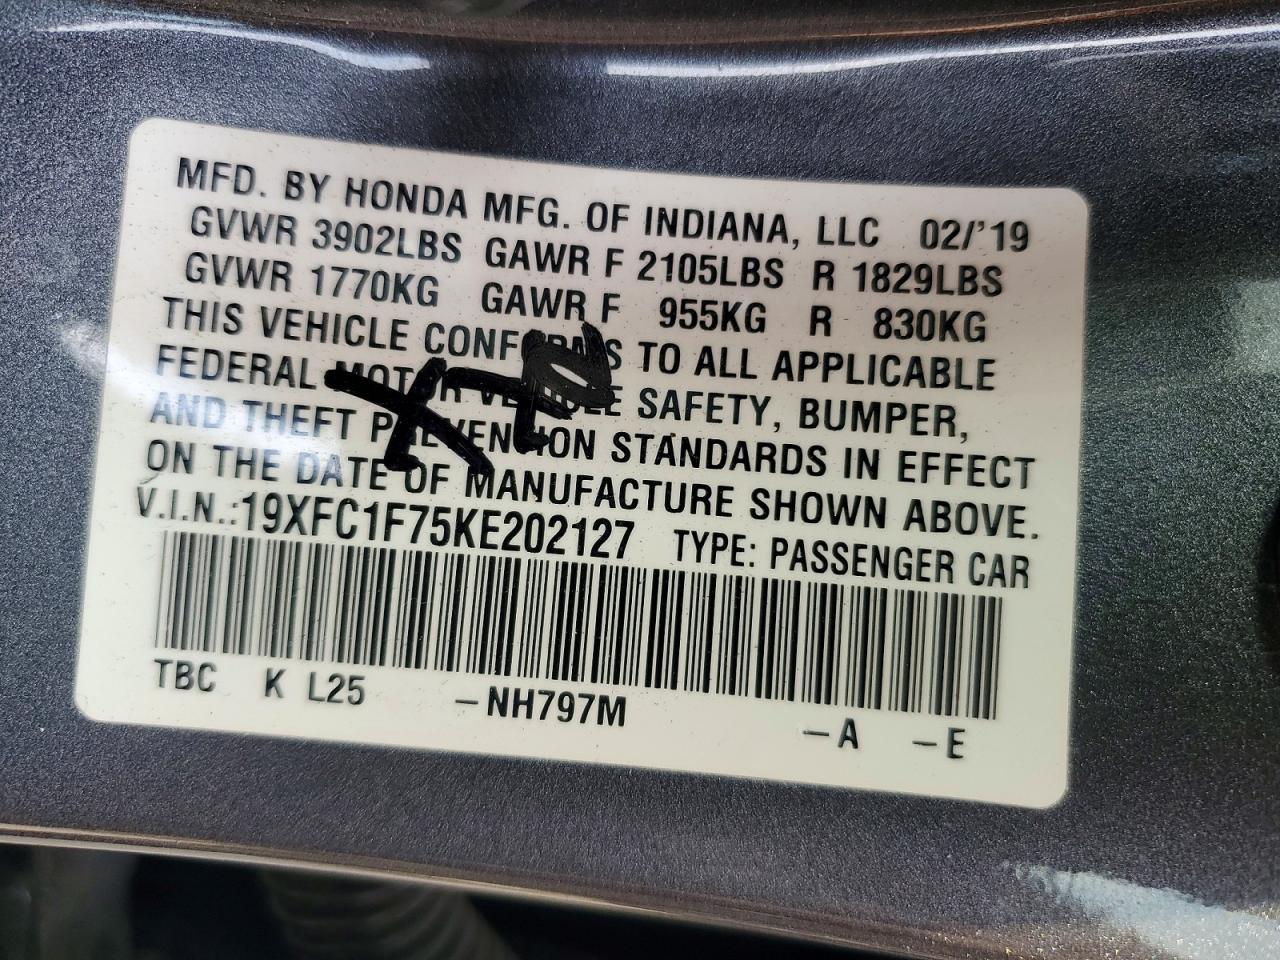 MFD. BY HONDA MFG. OF INDIANA, LLC 02/'19
GVWR 3902LBS GAWR F 2105LBS R 1829LBS
GVWR 1770KG GAWR F 955KG R 830KG
THIS VEHICLE CONFORMS TO ALL APPLICABLE
FEDERAL MOTOR VEHICLE SAFETY, BUMPER,
AND THEFT PREVENTION STANDARDS IN EFFECT
ON THE DATE OF MANUFACTURE SHOWN ABOVE.
V.I.N.:19XFC1F75KE202127 TYPE: PASSENGER CAR
TBC K L25 -NH797M -A -E